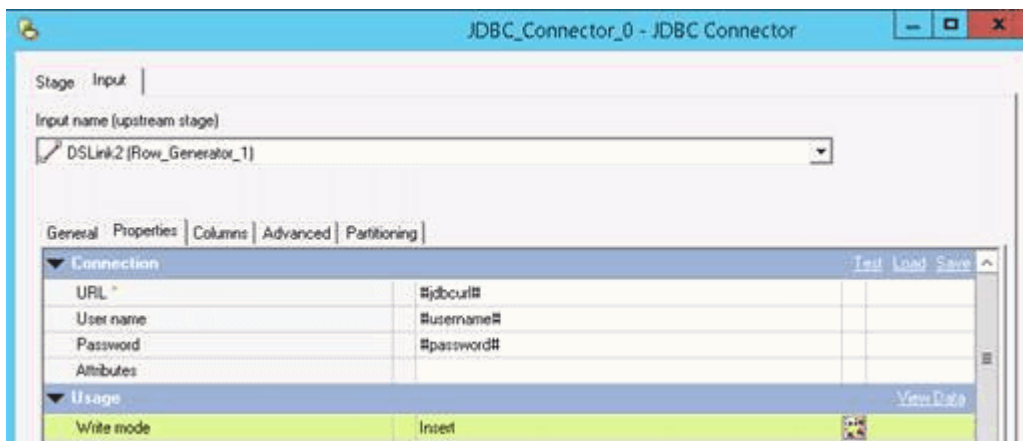 JDBC_Connector_0 - JDBC Connector
Stage Input
Input name (upstream stage)
DSLink2 (Row_Generator_1)
General Properties Columns Advanced Partitioning
Connection Test Load Save
URL * #jdbcurl#
User name #username#
Password #password#
Attributes
Usage View Data
Write mode Insert